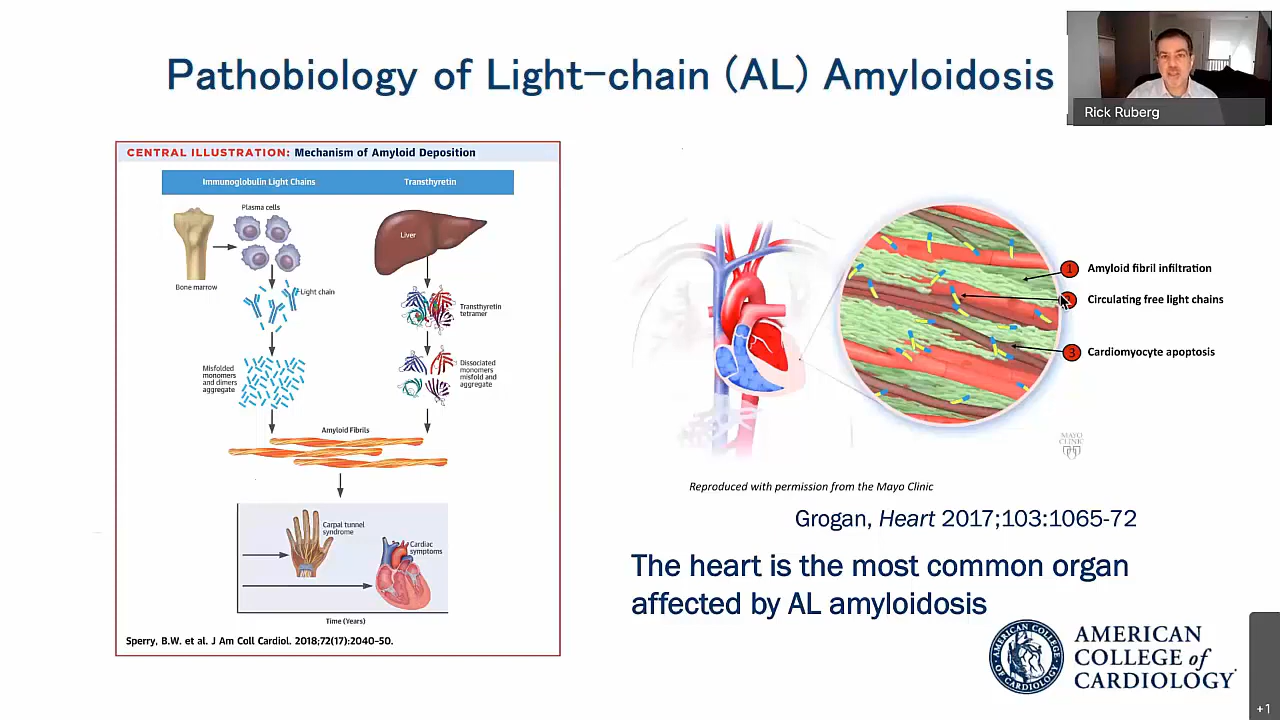 Pathobiology of Light-chain (AL) Amyloidosis
Rick Ruberg
CENTRAL ILLUSTRATION: Mechanism of Amyloid Deposition
Immunoglobulin Light Chains
Transthyretin
Plasma cells
Bone marrow
Liver
Light chain
Transthyretin
tetramer
Misfolded
monomers
and dimers
aggregate
Dissociated
monomers
misfold and
aggregate
Amyloid Fibrils
Carpal tunnel
syndrome
Cardiac
symptoms
Time (Years)
Sperry, B.W. et al. J Am Coll Cardiol. 2018;72(17):2040-50.
1 Amyloid fibril infiltration
Circulating free light chains
3 Cardiomyocyte apoptosis
MAYO
CLINIC
Reproduced with permission from the Mayo Clinic
Grogan, Heart 2017;103:1065-72
The heart is the most common organ
affected by AL amyloidosis
AMERICAN COLLEGE OF CARDIOLOGY
AMERICAN
COLLEGE of
CARDIOLOGY
+1